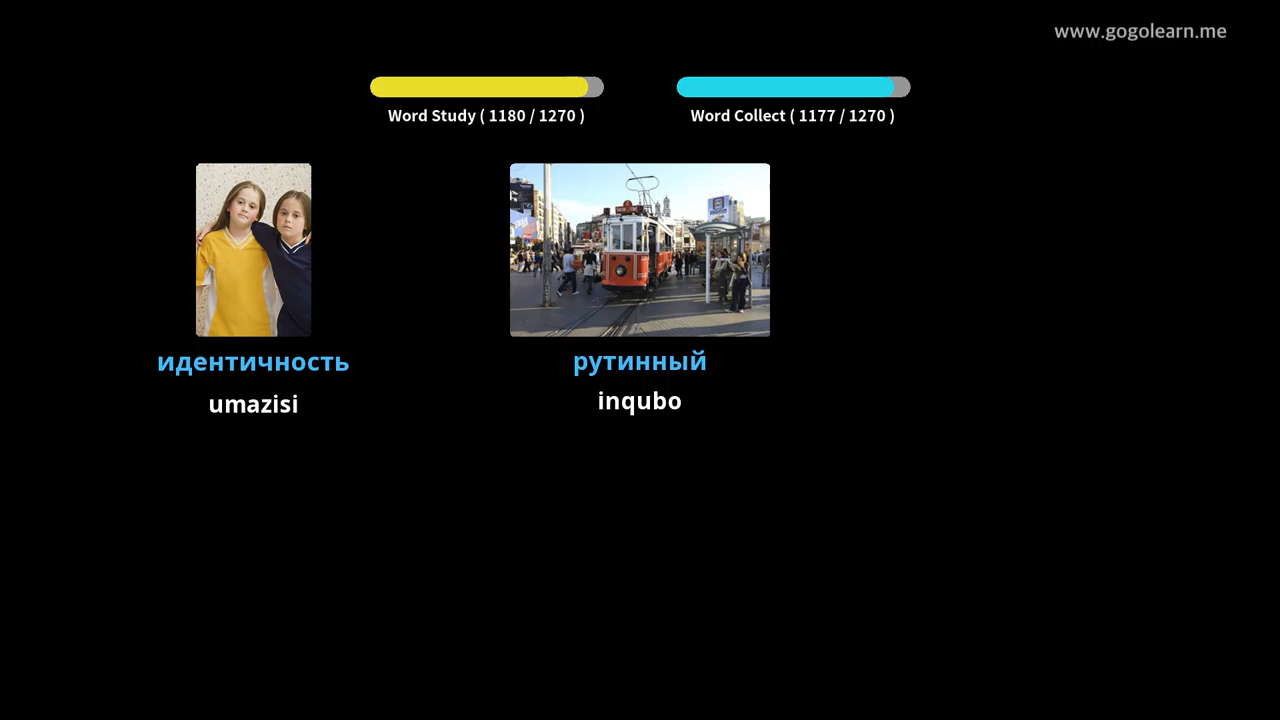 www.gogolearn.me
Word Study ( 1180 / 1270 )
Word Collect ( 1177 / 1270 )
идентичность
umazisi
рутинный
inqubo